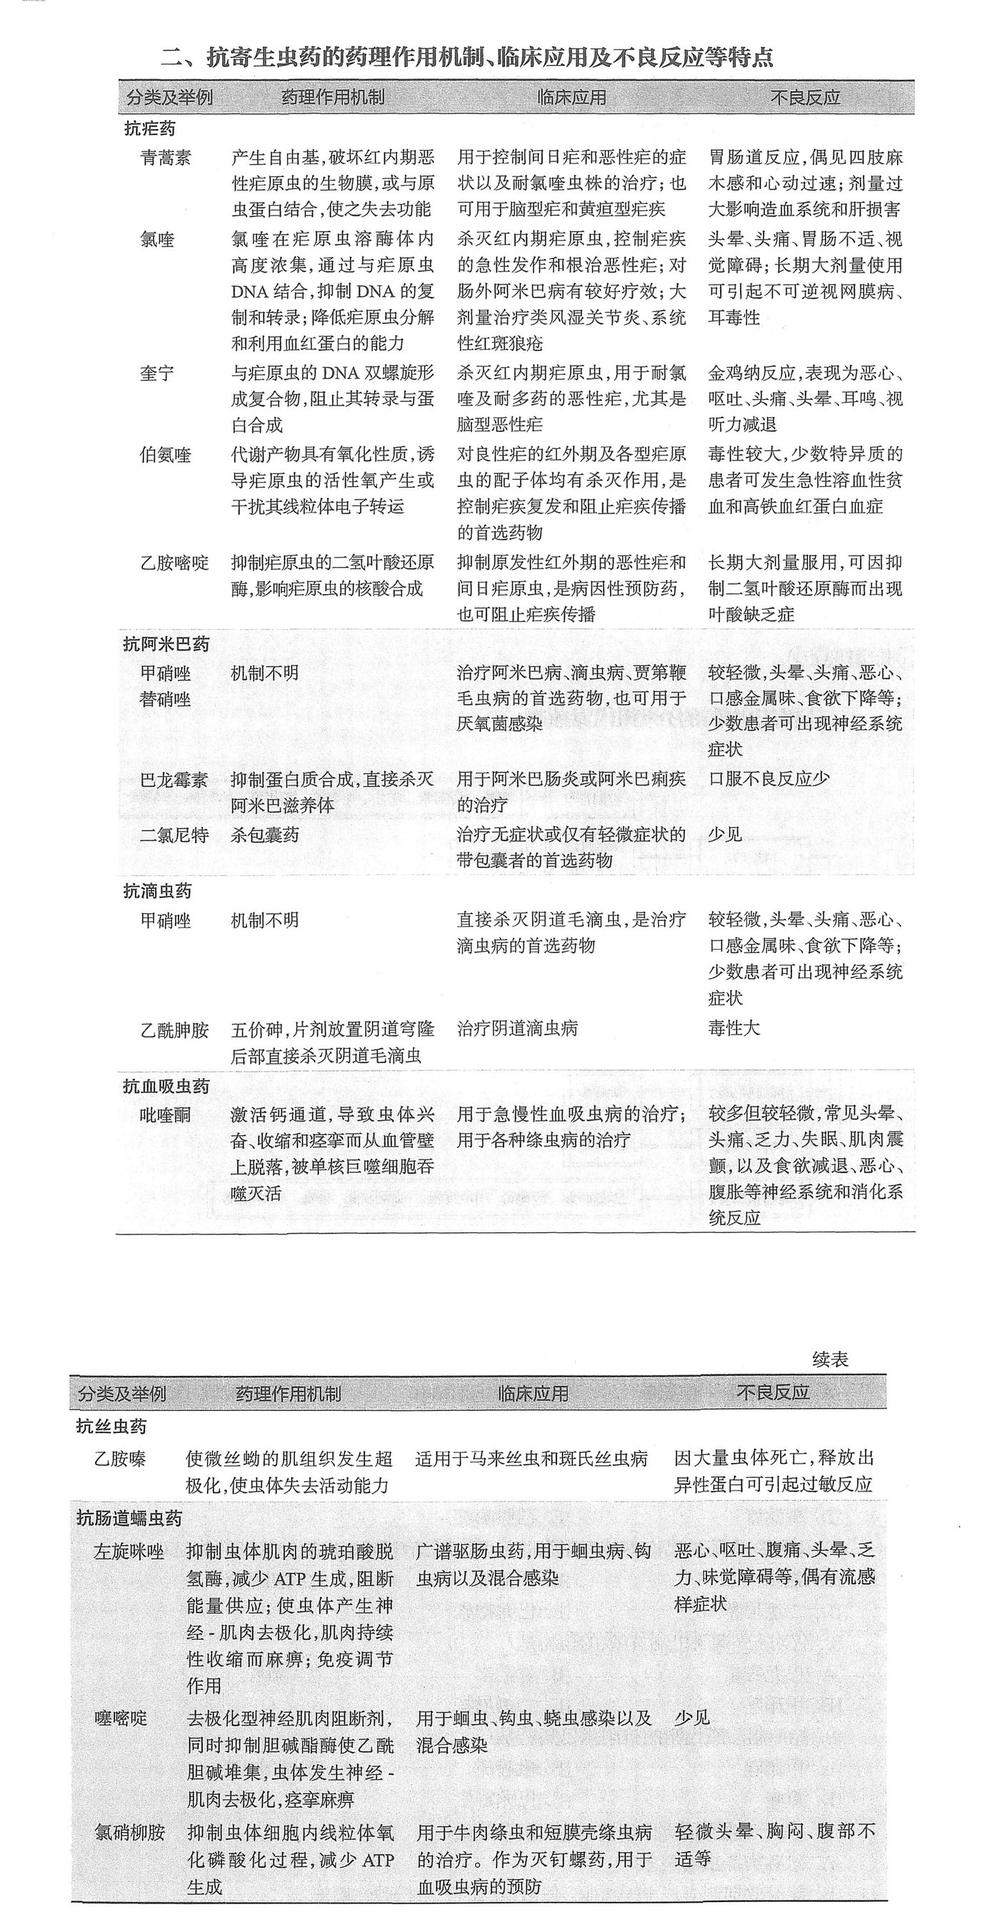 二、抗寄生虫药的药理作用机制、临床应用及不良反应等特点
分类及举例 药理作用机制 临床应用 不良反应
抗疟药
青蒿素 产生自由基,破坏红内期恶 用于控制间日疟和恶性疟的症 胃肠道反应,偶见四肢麻
性疟原虫的生物膜,或与原 状以及耐氯喹虫株的治疗;也 木感和心动过速;剂量过
虫蛋白结合,使之失去功能 可用于脑型疟和黄疸型疟疾 大影响造血系统和肝损害
氯喹 氯喹在疟原虫溶酶体内 杀灭红内期疟原虫,控制疟疾 头晕、头痛、胃肠不适、视
高度浓集,通过与疟原虫 的急性发作和根治恶性疟;对 觉障碍;长期大剂量使用
DNA 结合,抑制 DNA 的复 肠外阿米巴病有较好疗效;大 可引起不可逆视网膜病、
制和转录;降低疟原虫分解 剂量治疗类风湿关节炎、系统 耳毒性
和利用血红蛋白的能力 性红斑狼疮
奎宁 与疟原虫的 DNA 双螺旋形 杀灭红内期疟原虫,用于耐氯 金鸡纳反应,表现为恶心、
成复合物,阻止其转录与蛋 喹及耐多药的恶性疟,尤其是 呕吐、头痛、头晕、耳鸣、视
白合成 脑型恶性疟 听力减退
伯氨喹 代谢产物具有氧化性质,诱 对良性疟的红外期及各型疟原 毒性较大,少数特异质的
导疟原虫的活性氧产生或 虫的配子体均有杀灭作用,是 患者可发生急性溶血性贫
干扰其线粒体电子转运 控制疟疾复发和阻止疟疾传播 血和高铁血红蛋白血症
的首选药物
乙胺嘧啶 抑制疟原虫的二氢叶酸还原 抑制原发性红外期的恶性疟和 长期大剂量服用,可因抑
酶,影响疟原虫的核酸合成 间日疟原虫,是病因性预防药, 制二氢叶酸还原酶而出现
也可阻止疟疾传播 叶酸缺乏症
抗阿米巴药
甲硝唑 机制不明 治疗阿米巴病、滴虫病、贾第鞭 较轻微,头晕、头痛、恶心、
替硝唑 毛虫病的首选药物,也可用于 口感金属味、食欲下降等;
厌氧菌感染 少数患者可出现神经系统
症状
巴龙霉素 抑制蛋白质合成,直接杀灭 用于阿米巴肠炎或阿米巴痢疾 口服不良反应少
阿米巴滋养体 的治疗
二氯尼特 杀包囊药 治疗无症状或仅有轻微症状的 少见
带包囊者的首选药物
抗滴虫药
甲硝唑 机制不明 直接杀灭阴道毛滴虫,是治疗 较轻微,头晕、头痛、恶心、
滴虫病的首选药物 口感金属味、食欲下降等;
少数患者可出现神经系统
症状
乙酰胂胺 五价砷,片剂放置阴道穹隆 治疗阴道滴虫病 毒性大
后部直接杀灭阴道毛滴虫
抗血吸虫药
吡喹酮 激活钙通道,导致虫体兴 用于急慢性血吸虫病的治疗; 较多但较轻微,常见头晕、
奋、收缩和痉挛而从血管壁 用于各种绦虫病的治疗 头痛、乏力、失眠、肌肉震
上脱落,被单核巨噬细胞吞 颤,以及食欲减退、恶心、
噬灭活 腹胀等神经系统和消化系
统反应
续表
分类及举例 药理作用机制 临床应用 不良反应
抗丝虫药
乙胺嗪 使微丝蚴的肌组织发生超 适用于马来丝虫和斑氏丝虫病 因大量虫体死亡,释放出
极化,使虫体失去活动能力 异性蛋白可引起过敏反应
抗肠道蠕虫药
左旋咪唑 抑制虫体肌肉的琥珀酸脱 广谱驱肠虫药,用于蛔虫病、钩 恶心、呕吐、腹痛、头晕、乏
氢酶,减少 ATP 生成,阻断 虫病以及混合感染 力、味觉障碍等,偶有流感
能量供应;使虫体产生神 样症状
经-肌肉去极化,肌肉持续
性收缩而麻痹;免疫调节
作用
噻嘧啶 去极化型神经肌肉阻断剂, 用于蛔虫、钩虫、蛲虫感染以及 少见
同时抑制胆碱酯酶使乙酰 混合感染
胆碱堆集,虫体发生神经-
肌肉去极化,痉挛麻痹
氯硝柳胺 抑制虫体细胞内线粒体氧 用于牛肉绦虫和短膜壳绦虫病 轻微头晕、胸闷、腹部不
化磷酸化过程,减少 ATP 的治疗。作为灭钉螺药,用于 适等
生成 血吸虫病的预防